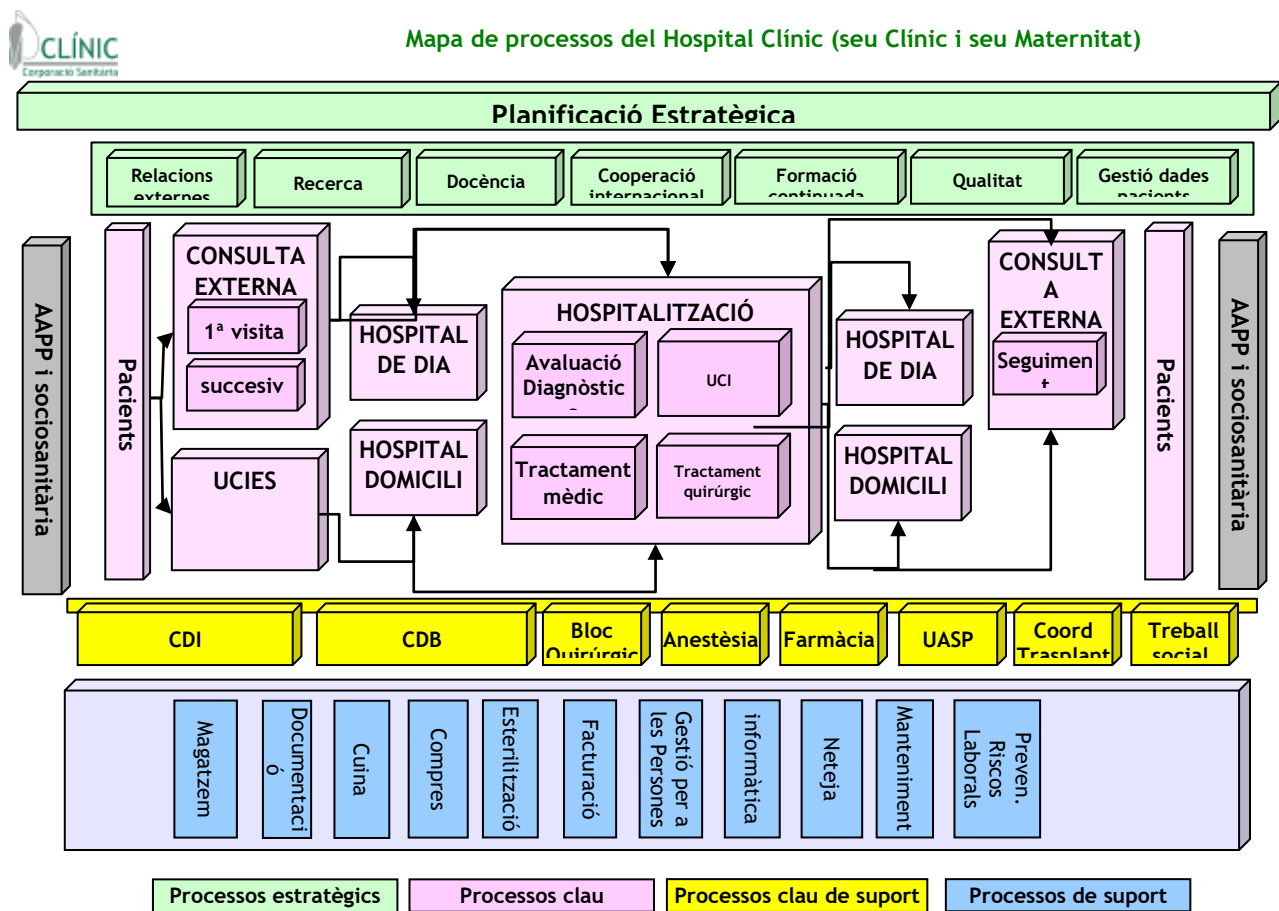 CLÍNIC
Corporació Sanitària
Mapa de processos del Hospital Clínic (seu Clínic i seu Maternitat)
Planificació Estratègica
Relacions
externes
Recerca
Docència
Cooperació
internacional
Formació
continuada
Qualitat
Gestió dades
pacients
AAPP i sociosanitària
Pacients
CONSULTA
EXTERNA
1ª visita
succesiv
UCIES
HOSPITAL
DE DIA
HOSPITAL
DOMICILI
HOSPITALITZACIÓ
Avaluació
Diagnòstic
UCI
Tractament
mèdic
Tractament
quirúrgic
HOSPITAL
DE DIA
HOSPITAL
DOMICILI
CONSULT
A
EXTERNA
Seguimen
t
Pacients
AAPP i sociosanitària
CDI
CDB
Bloc
Quirúrgic
Anestèsia
Farmàcia
UASP
Coord
Trasplant
Treball
social
Magatzem
Documentaci
ó
Cuina
Compres
Esterilització
Facturació
Gestió per a
les Persones
informàtica
Neteja
Manteniment
Preven.
Riscos
Laborals
Processos estratègics
Processos clau
Processos clau de suport
Processos de suport